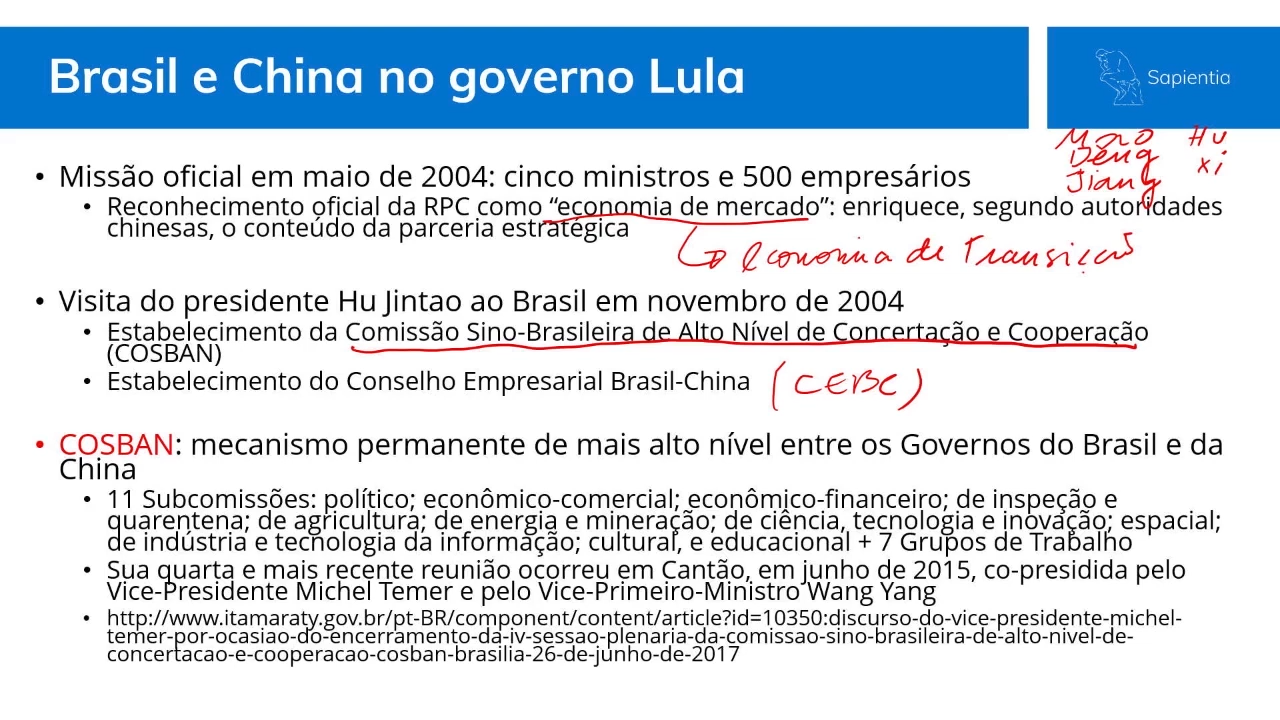 Brasil e China no governo Lula
Sapientia
Mao Hu
Deng Xi
Jiang
• Missão oficial em maio de 2004: cinco ministros e 500 empresários
• Reconhecimento oficial da RPC como “economia de mercado”: enriquece, segundo autoridades
chinesas, o conteúdo da parceria estratégica
economia de Transição
• Visita do presidente Hu Jintao ao Brasil em novembro de 2004
• Estabelecimento da Comissão Sino-Brasileira de Alto Nível de Concertação e Cooperação
(COSBAN)
• Estabelecimento do Conselho Empresarial Brasil-China (CEBC)
• COSBAN: mecanismo permanente de mais alto nível entre os Governos do Brasil e da
China
• 11 Subcomissões: político; econômico-comercial; econômico-financeiro; de inspeção e
quarentena; de agricultura; de energia e mineração; de ciência, tecnologia e inovação; espacial;
de indústria e tecnologia da informação; cultural, e educacional + 7 Grupos de Trabalho
• Sua quarta e mais recente reunião ocorreu em Cantão, em junho de 2015, co-presidida pelo
Vice-Presidente Michel Temer e pelo Vice-Primeiro-Ministro Wang Yang
• http://www.itamaraty.gov.br/pt-BR/component/content/article?id=10350:discurso-do-vice-presidente-michel-
temer-por-ocasiao-do-encerramento-da-iv-sessao-plenaria-da-comissao-sino-brasileira-de-alto-nivel-de-
concertacao-e-cooperacao-cosban-brasilia-26-de-junho-de-2017